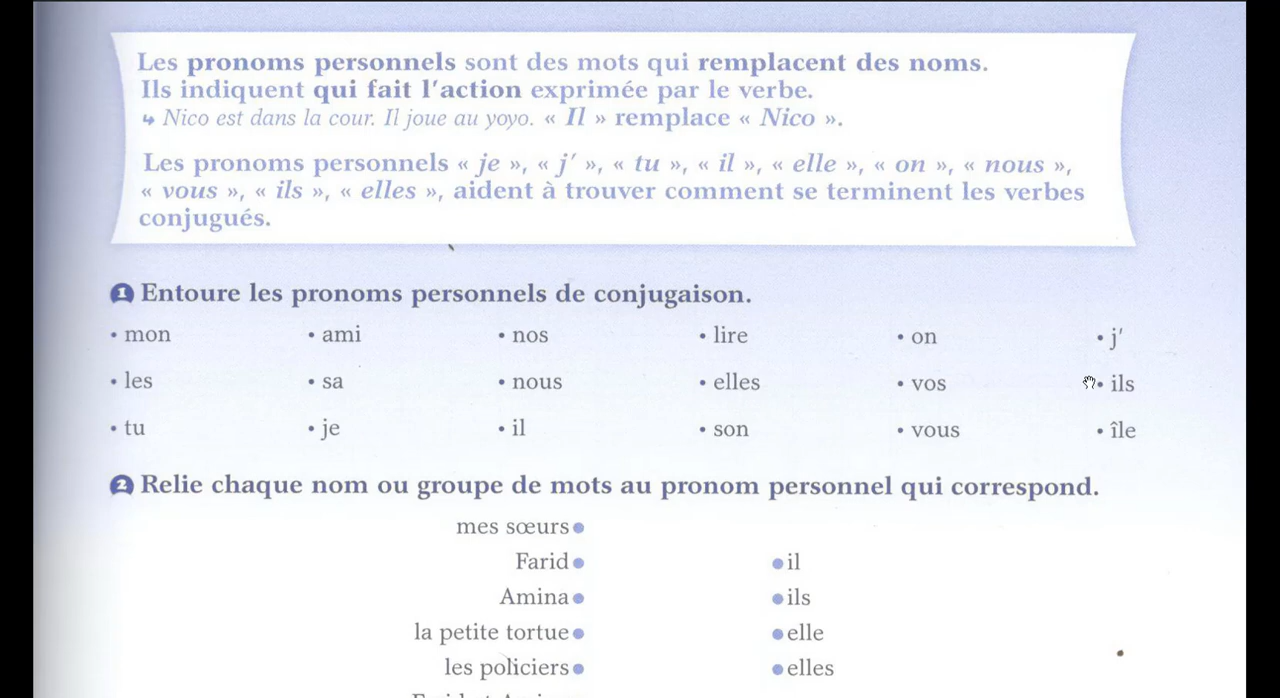 Les pronoms personnels sont des mots qui remplacent des noms.
Ils indiquent qui fait l'action exprimée par le verbe.
↳ Nico est dans la cour. Il joue au yoyo. « Il » remplace « Nico ».
Les pronoms personnels « je », « j' », « tu », « il », « elle », « on », « nous »,
« vous », « ils », « elles », aident à trouver comment se terminent les verbes
conjugués.
1 Entoure les pronoms personnels de conjugaison.
• mon • ami • nos • lire • on • j'
• les • sa • nous • elles • vos • ils
• tu • je • il • son • vous • île
2 Relie chaque nom ou groupe de mots au pronom personnel qui correspond.
mes sœurs
Farid • • il
Amina • • ils
la petite tortue • • elle
les policiers • • elles